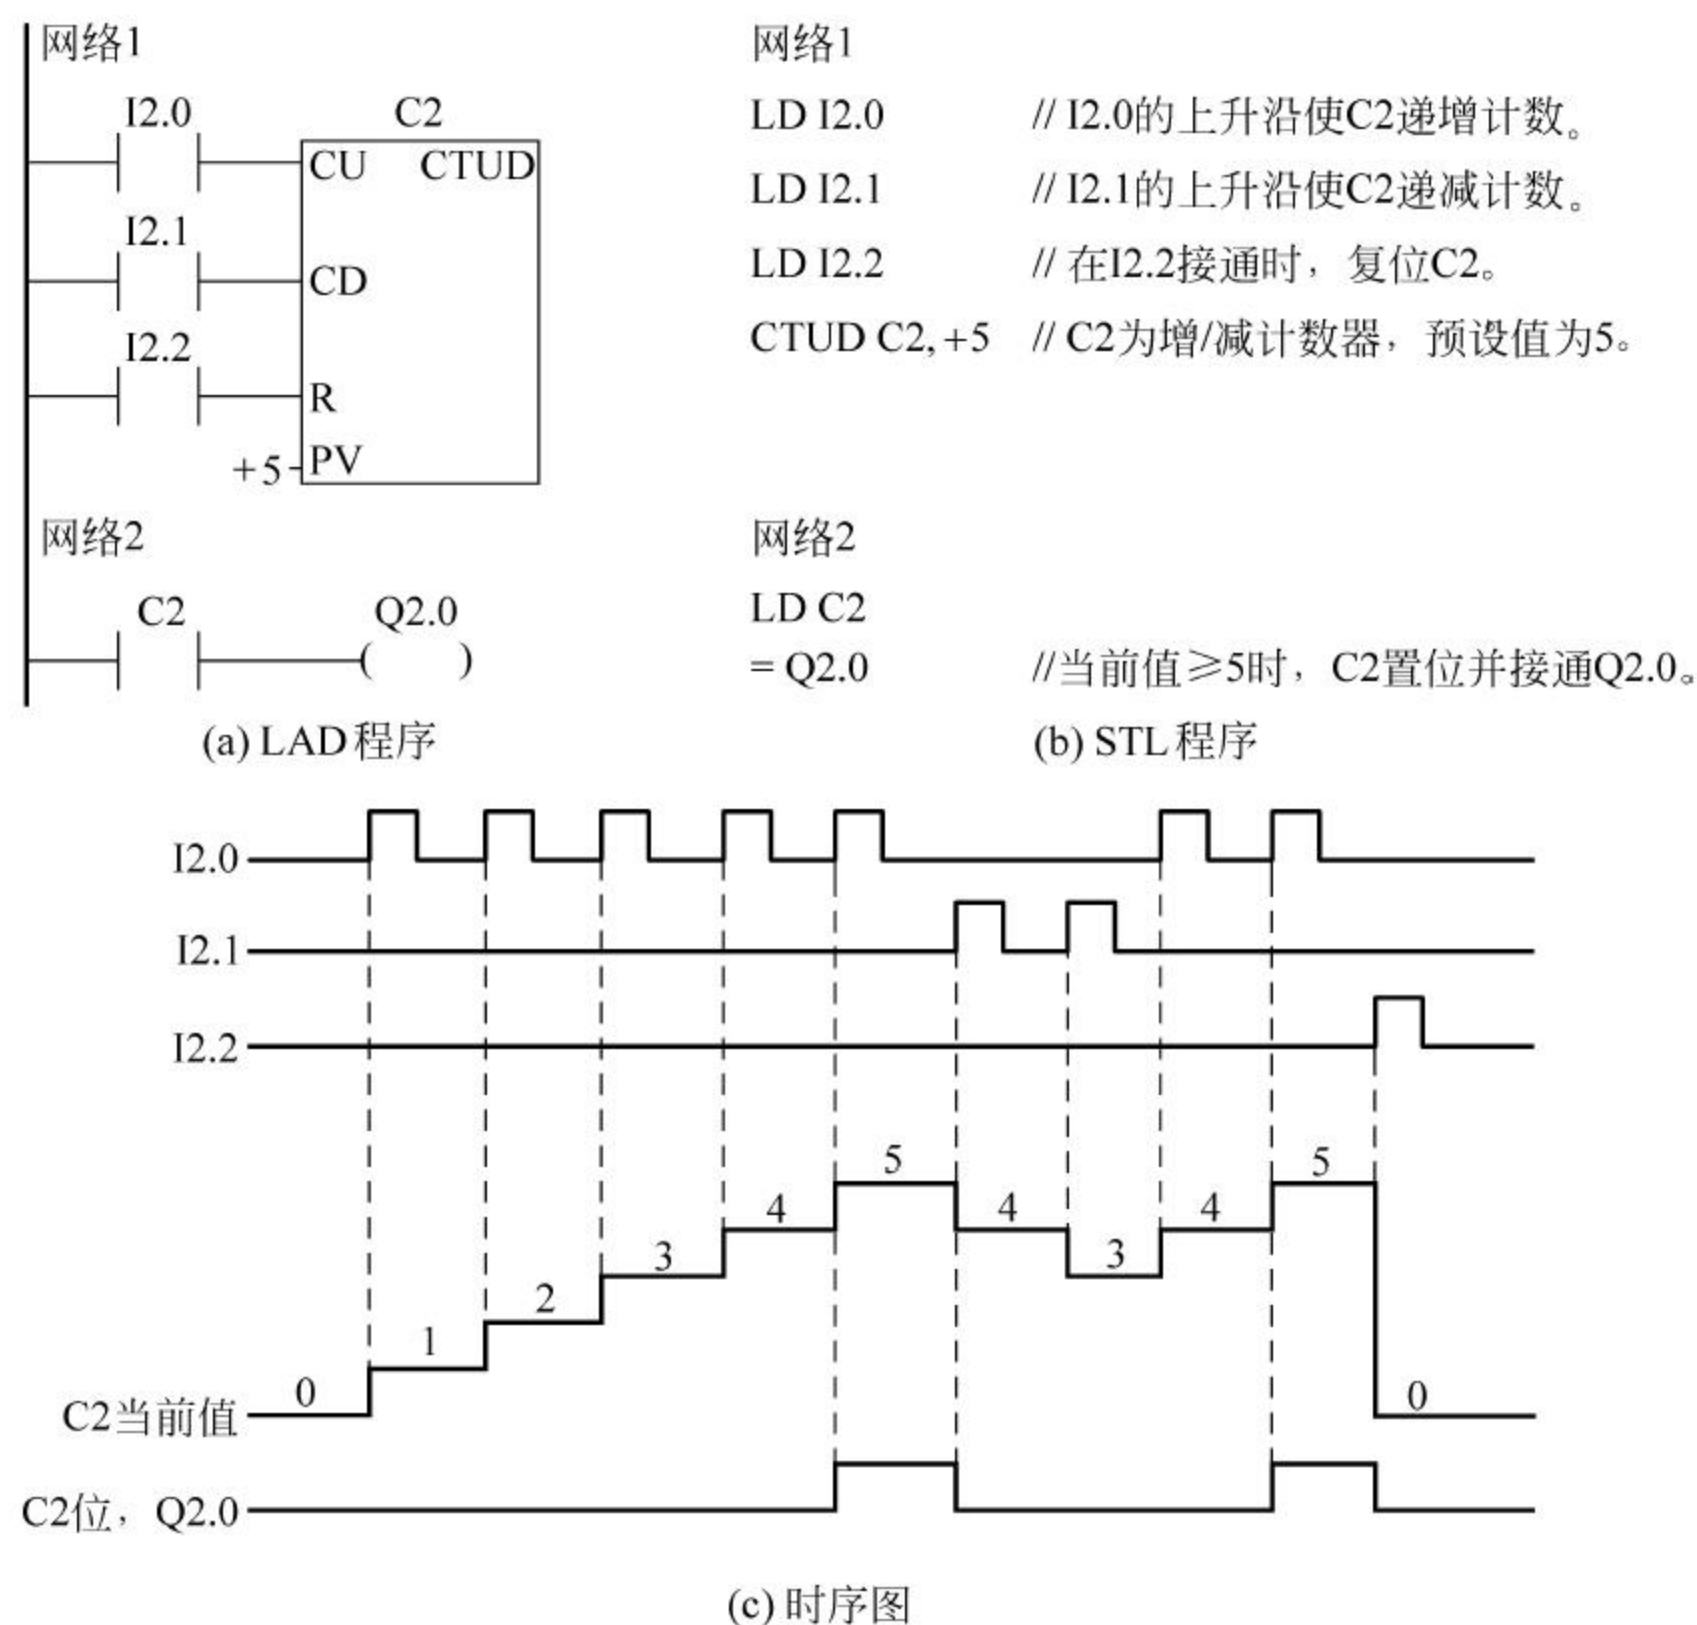 网络1
I2.0
C2
CU CTUD
I2.1
CD
I2.2
R
+5
PV
网络2
C2
Q2.0
( )
(a) LAD程序
网络1
LD I2.0 // I2.0的上升沿使C2递增计数。
LD I2.1 // I2.1的上升沿使C2递减计数。
LD I2.2 // 在I2.2接通时，复位C2。
CTUD C2, +5 // C2为增/减计数器，预设值为5。
网络2
LD C2
= Q2.0 //当前值≥5时，C2置位并接通Q2.0。
(b) STL程序
I2.0
I2.1
I2.2
C2当前值 0 1 2 3 4 5 4 3 4 5 0
C2位，Q2.0
(c) 时序图